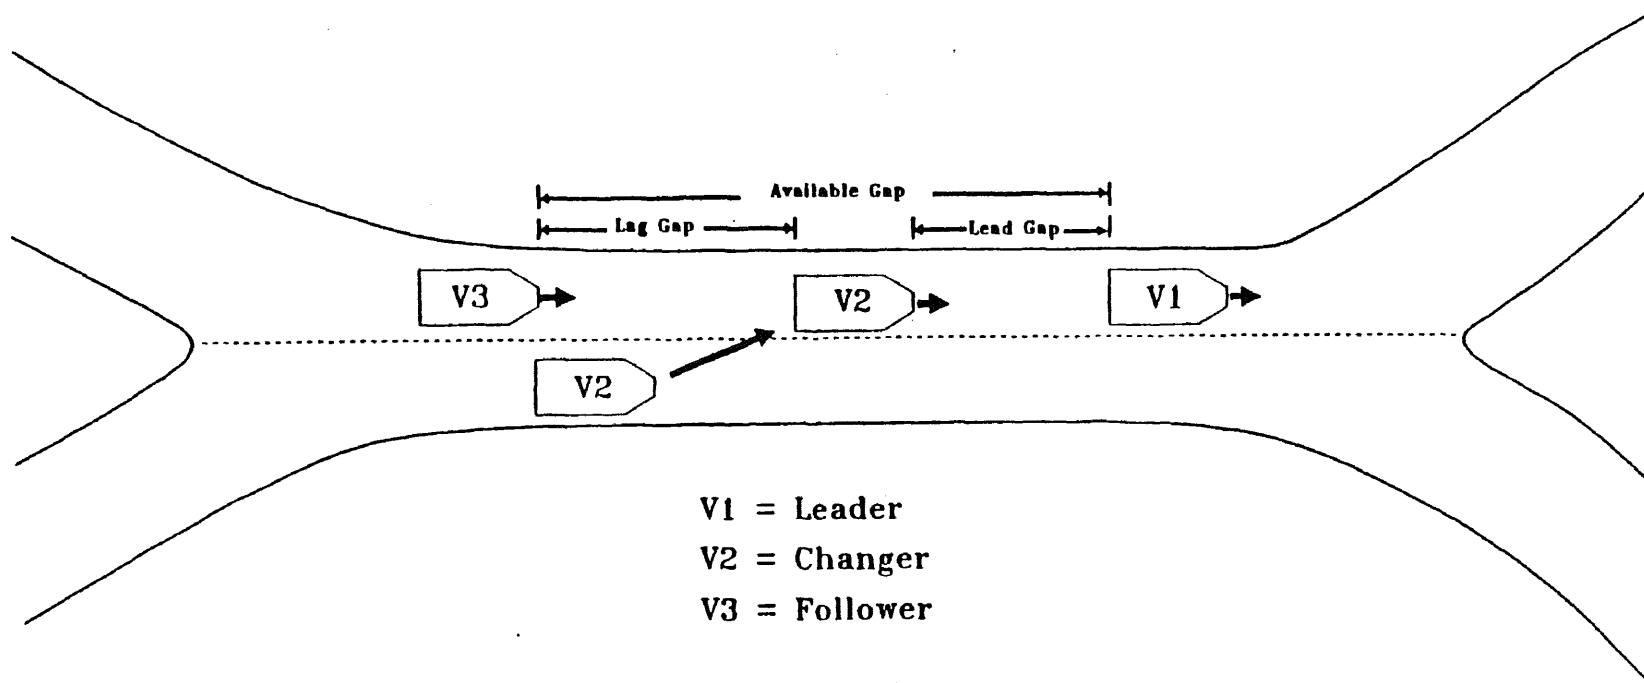 Available Gap
Lag Gap
Lead Gap
V3
V2
V1
V2
V1 = Leader
V2 = Changer
V3 = Follower